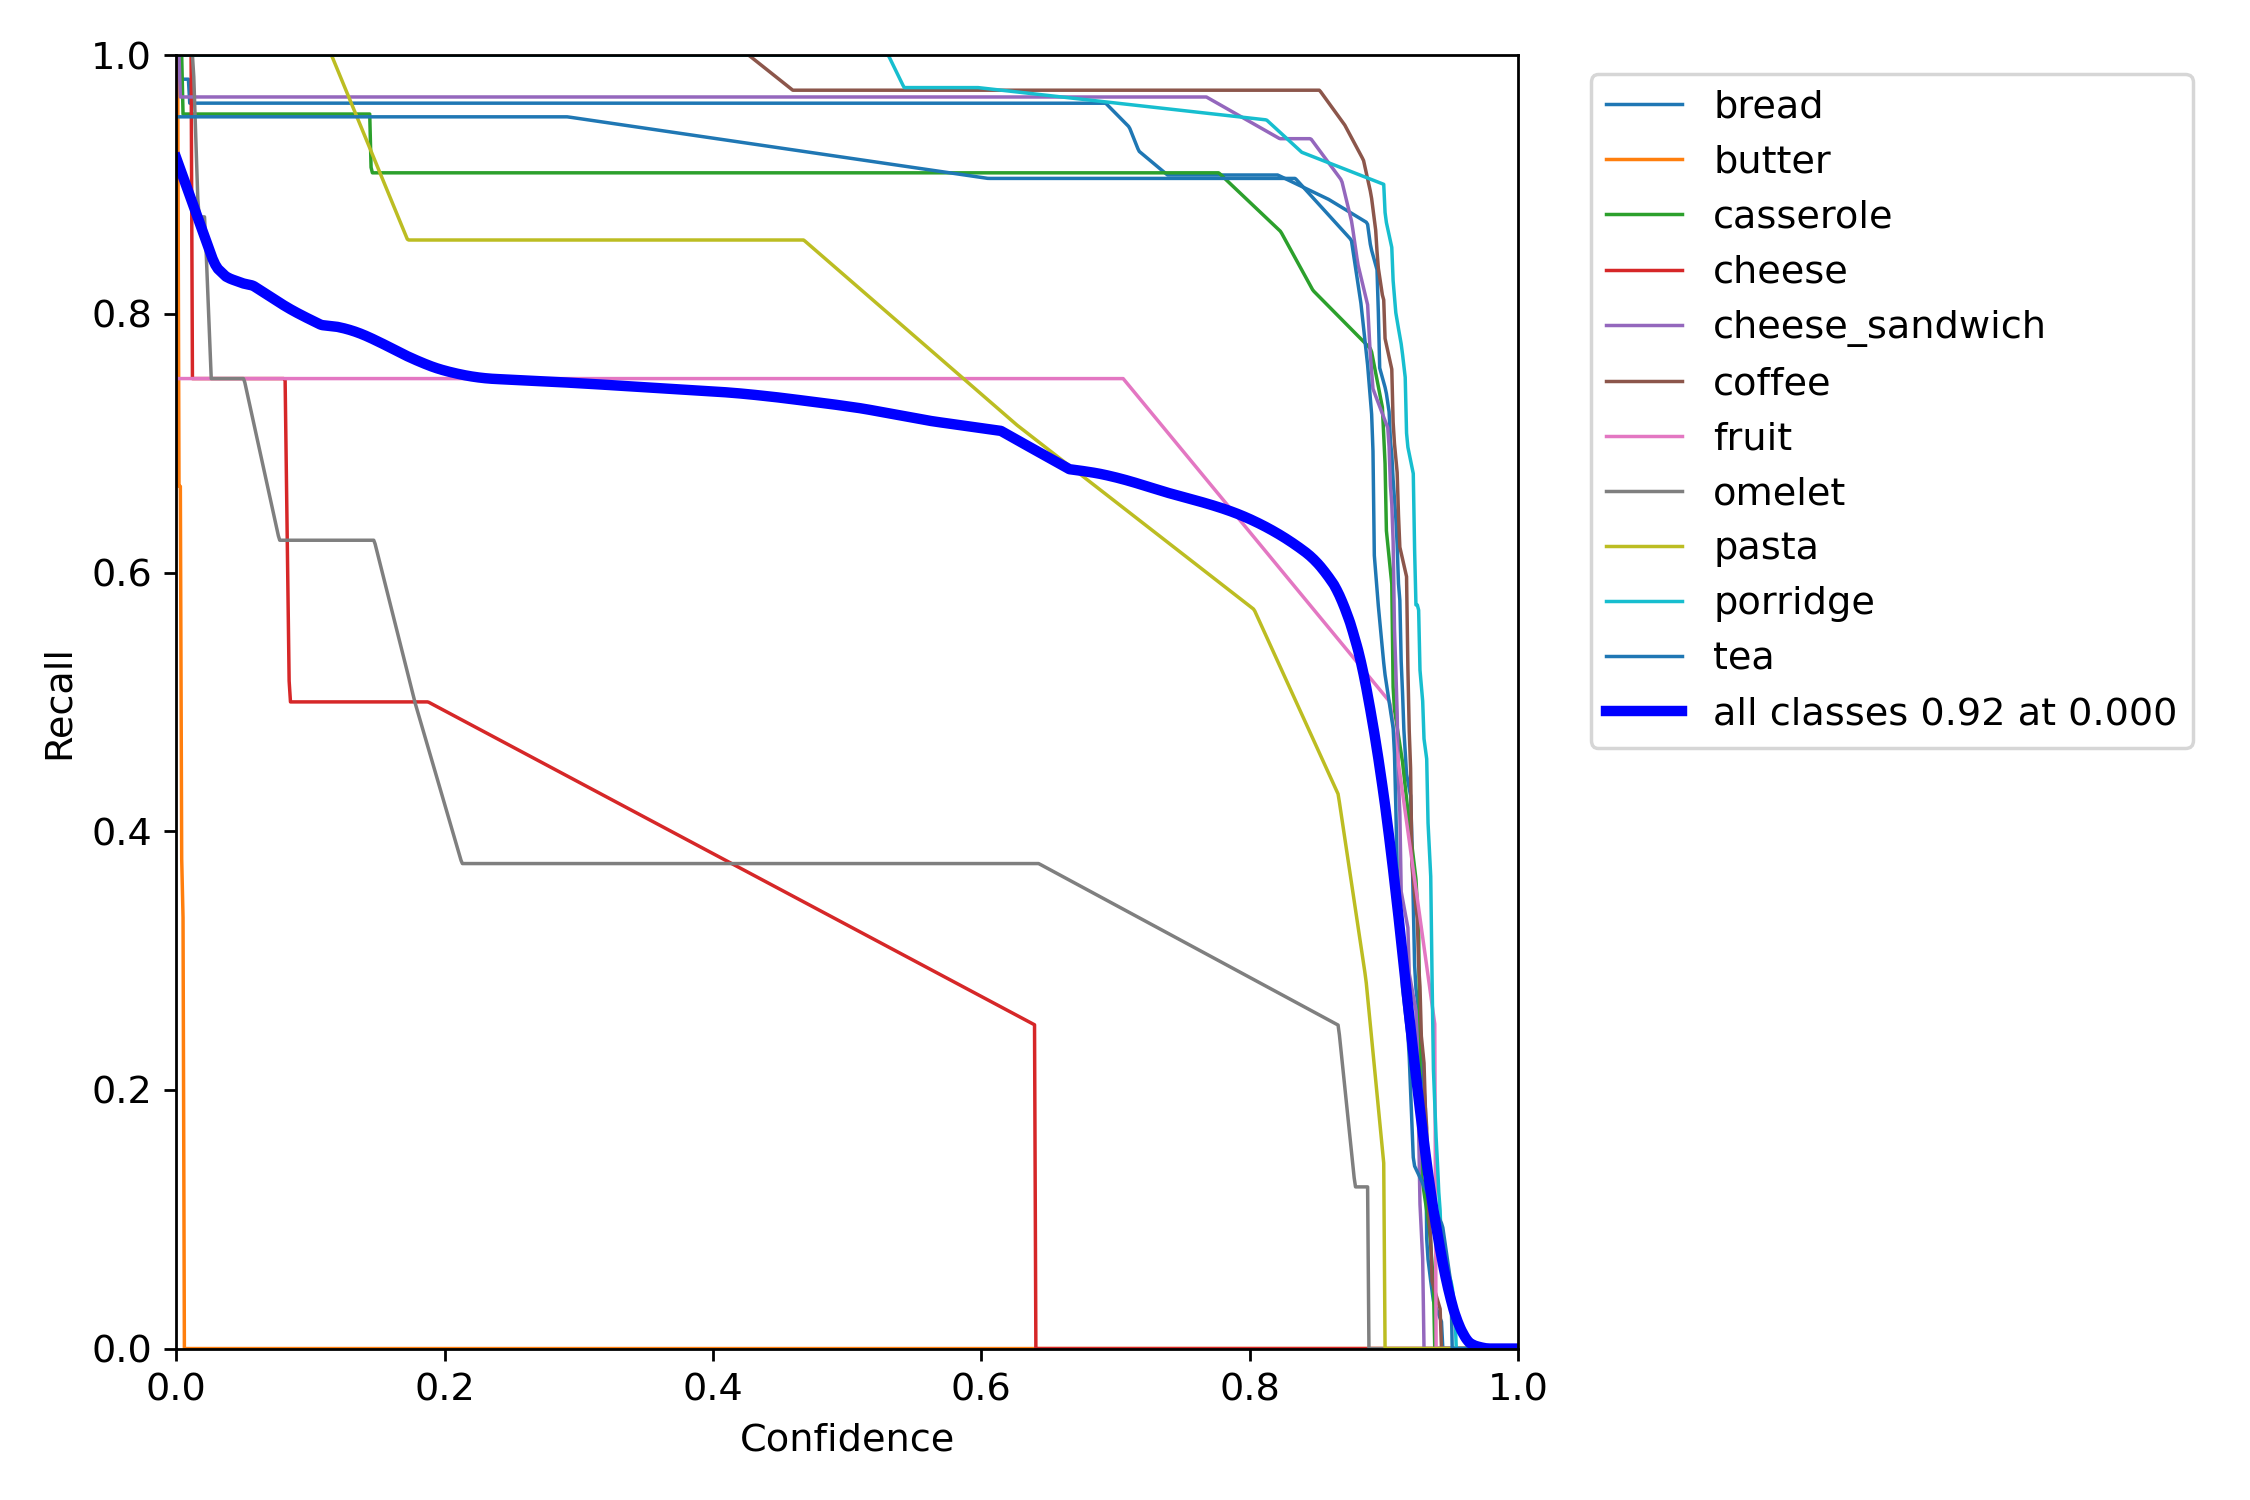 1.0
0.8
0.6
0.4
0.2
0.0
Recall
0.0 0.2 0.4 0.6 0.8 1.0
Confidence
bread
butter
casserole
cheese
cheese_sandwich
coffee
fruit
omelet
pasta
porridge
tea
all classes 0.92 at 0.000